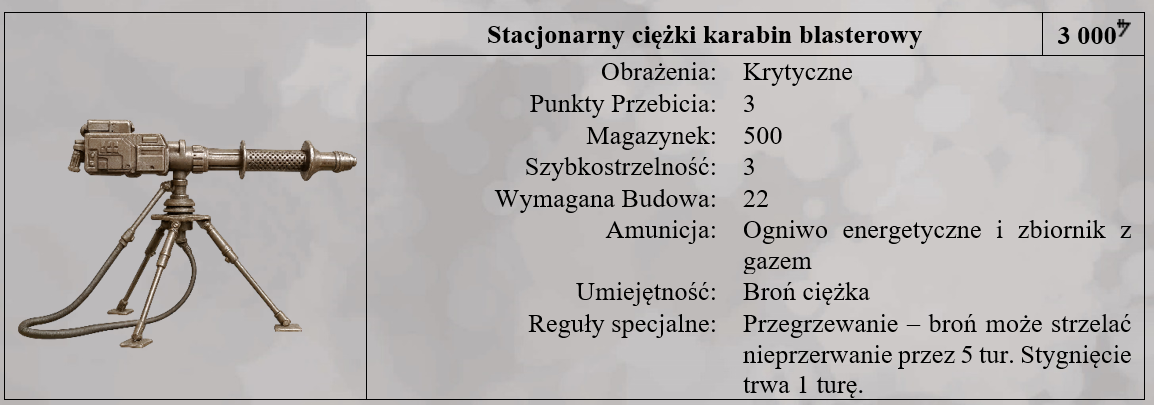 Stacjonarny ciężki karabin blasterowy 3 000
Obrażenia: Krytyczne
Punkty Przebicia: 3
Magazynek: 500
Szybkostrzelność: 3
Wymagana Budowa: 22
Amunicja: Ogniwo energetyczne i zbiornik z
gazem
Umiejętność: Broń ciężka
Reguły specjalne: Przegrzewanie – broń może strzelać
nieprzerwanie przez 5 tur. Stygnięcie
trwa 1 turę.